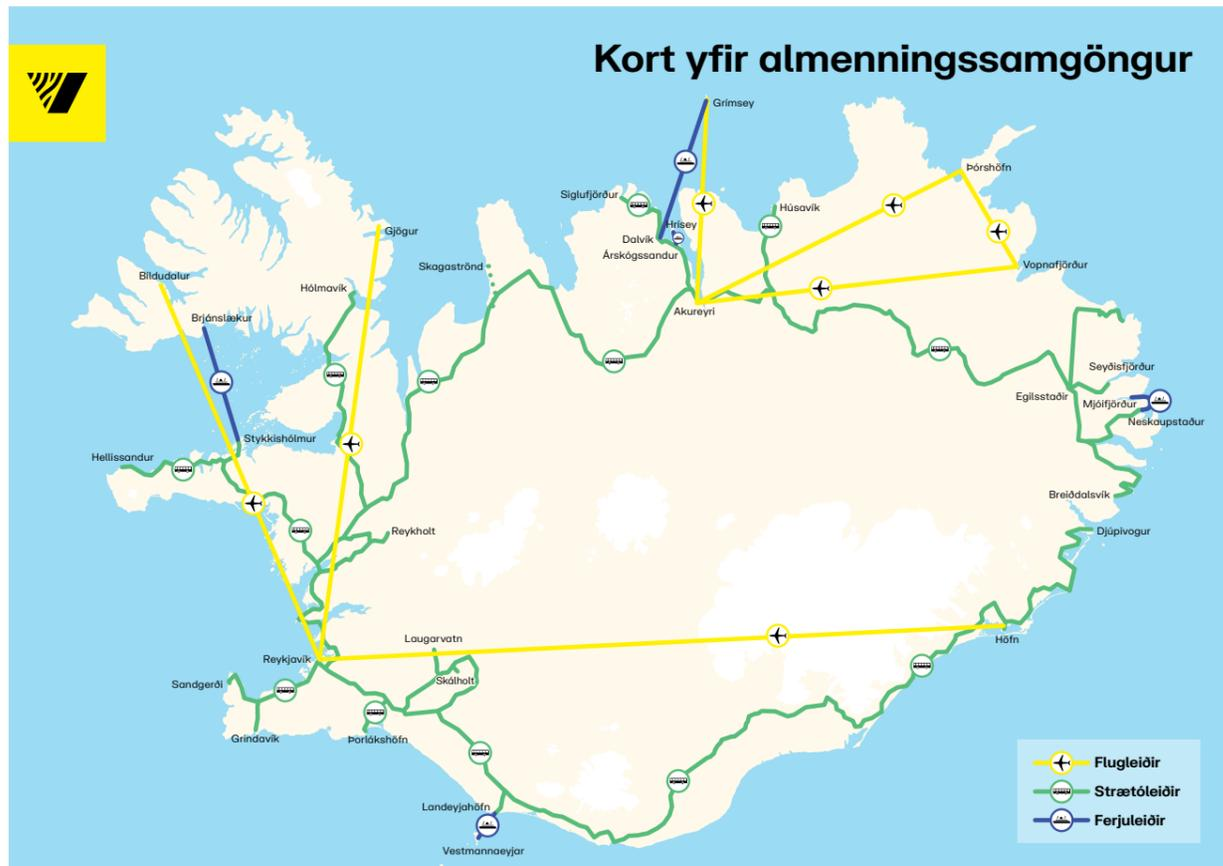 Kort yfir almenningssamgöngur
Grímsey
Þórshöfn
Siglufjörður
Húsavík
Hrísey
Gjögur
Dalvík
Árskógssandur
Skagaströnd
Vopnafjörður
Bíldudalur
Hólmavík
Akureyri
Brjánslækur
Seyðisfjörður
Egilsstaðir
Mjóifjörður
Neskaupstaður
Stykkishólmur
Hellissandur
Breiðdalsvík
Reykholt
Djúpivogur
Laugarvatn
Höfn
Reykjavík
Skálholt
Sandgerði
Grindavík
Þorlákshöfn
Landeyjahöfn
Vestmannaeyjar
Flugleiðir
Strætóleiðir
Ferjuleiðir